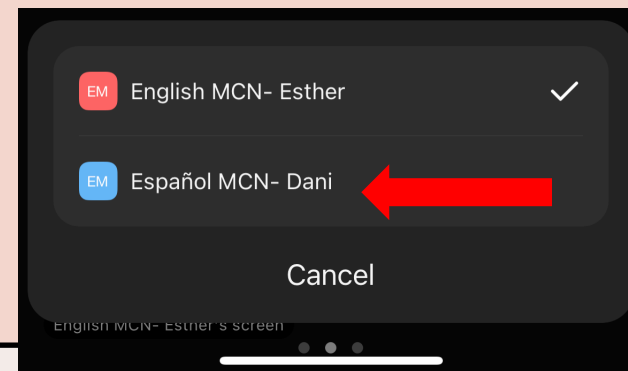 EM English MCN- Esther
EM Español MCN- Dani
Cancel
English MCN- Esther's screen